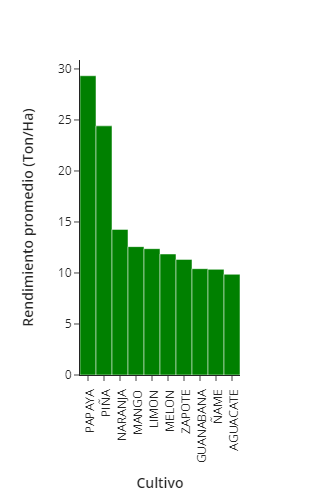 Rendimiento promedio (Ton/Ha)
30
25
20
15
10
5
0
PAPAYA
PIÑA
NARANJA
MANGO
LIMON
MELON
ZAPOTE
GUANABANA
ÑAME
AGUACATE
Cultivo